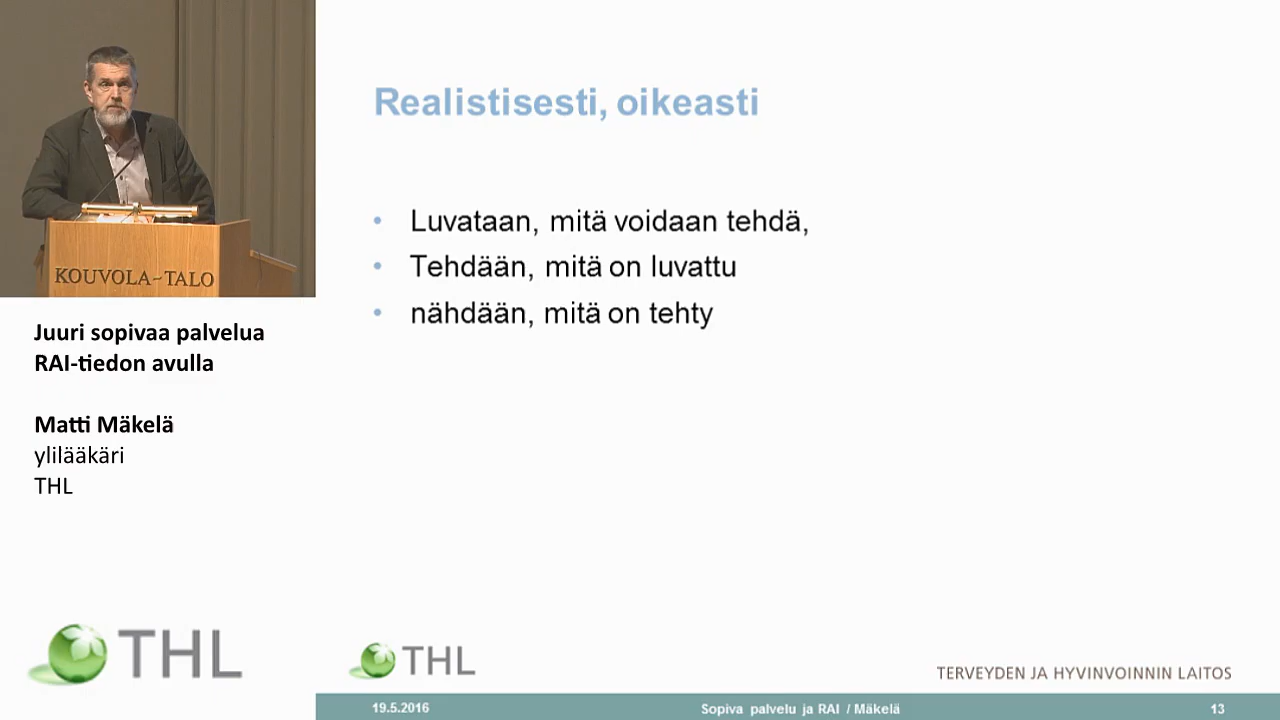 KOUVOLA-TALO
Juuri sopivaa palvelua
RAI-tiedon avulla
Matti Mäkelä
ylilääkäri
THL
THL
Realistisesti, oikeasti
• Luvataan, mitä voidaan tehdä,
• Tehdään, mitä on luvattu
• nähdään, mitä on tehty
THL
TERVEYDEN JA HYVINVOINNIN LAITOS
19.5.2016 Sopiva palvelu ja RAI / Mäkelä 13